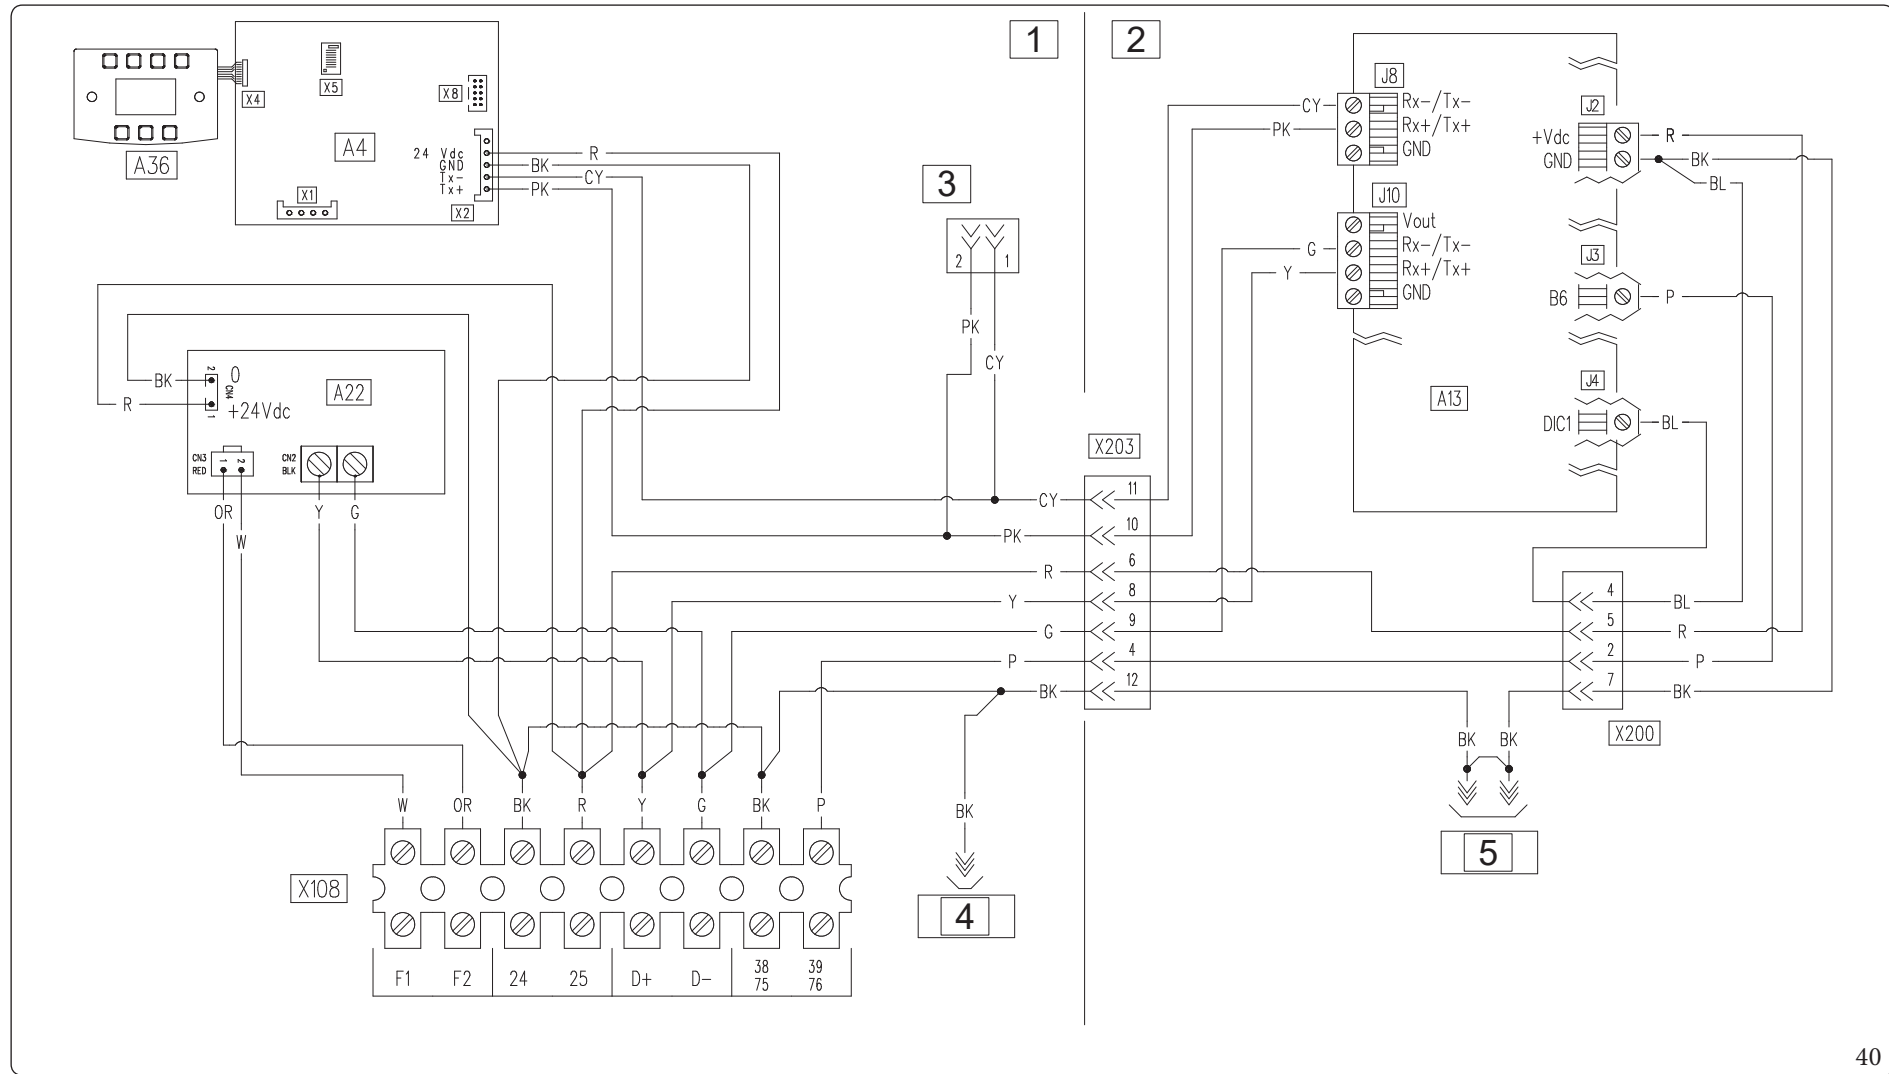 1
2
3
A36
X4
X5
X8
A4
24 Vdc
GND
Tx-
Tx+
X1
X2
R
BK
CY
PK
2 1
PK
CY
J8
Rx-/Tx-
Rx+/Tx+
GND
CY
PK
J10
Vout
Rx-/Tx-
Rx+/Tx+
GND
G
Y
J2
+Vdc
GND
R
BK
BL
J3
B6
P
J4
DIC1
BL
A13
BK
R
2
CN4
1
0
+24Vdc
A22
CN3
RED
1 2
CN2
BLK
OR
W
Y
G
X203
CY 11
PK 10
R 6
Y 8
G 9
P 4
BK 12
4 BL
5 R
2 P
7 BK
X200
BK BK
5
BK
4
W OR BK R Y G BK P
X108
F1 F2 24 25 D+ D- 38 39
75 76
40